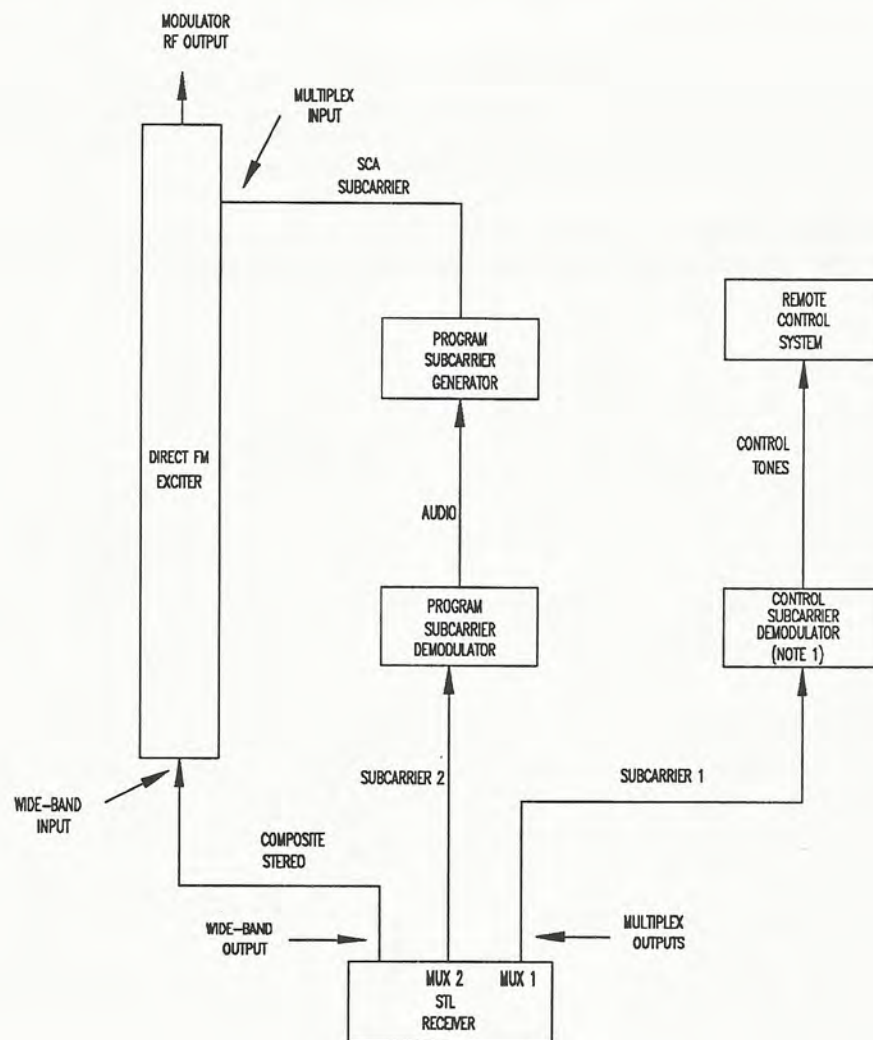 MODULATOR
RF OUTPUT
MULTIPLEX
INPUT
SCA
SUBCARRIER
REMOTE
CONTROL
SYSTEM
PROGRAM
SUBCARRIER
GENERATOR
DIRECT FM
EXCITER
CONTROL
TONES
AUDIO
PROGRAM
SUBCARRIER
DEMODULATOR
CONTROL
SUBCARRIER
DEMODULATOR
(NOTE 1)
SUBCARRIER 2
SUBCARRIER 1
WIDE-BAND
INPUT
COMPOSITE
STEREO
WIDE-BAND
OUTPUT
MULTIPLEX
OUTPUTS
MUX 2
MUX 1
STL
RECEIVER